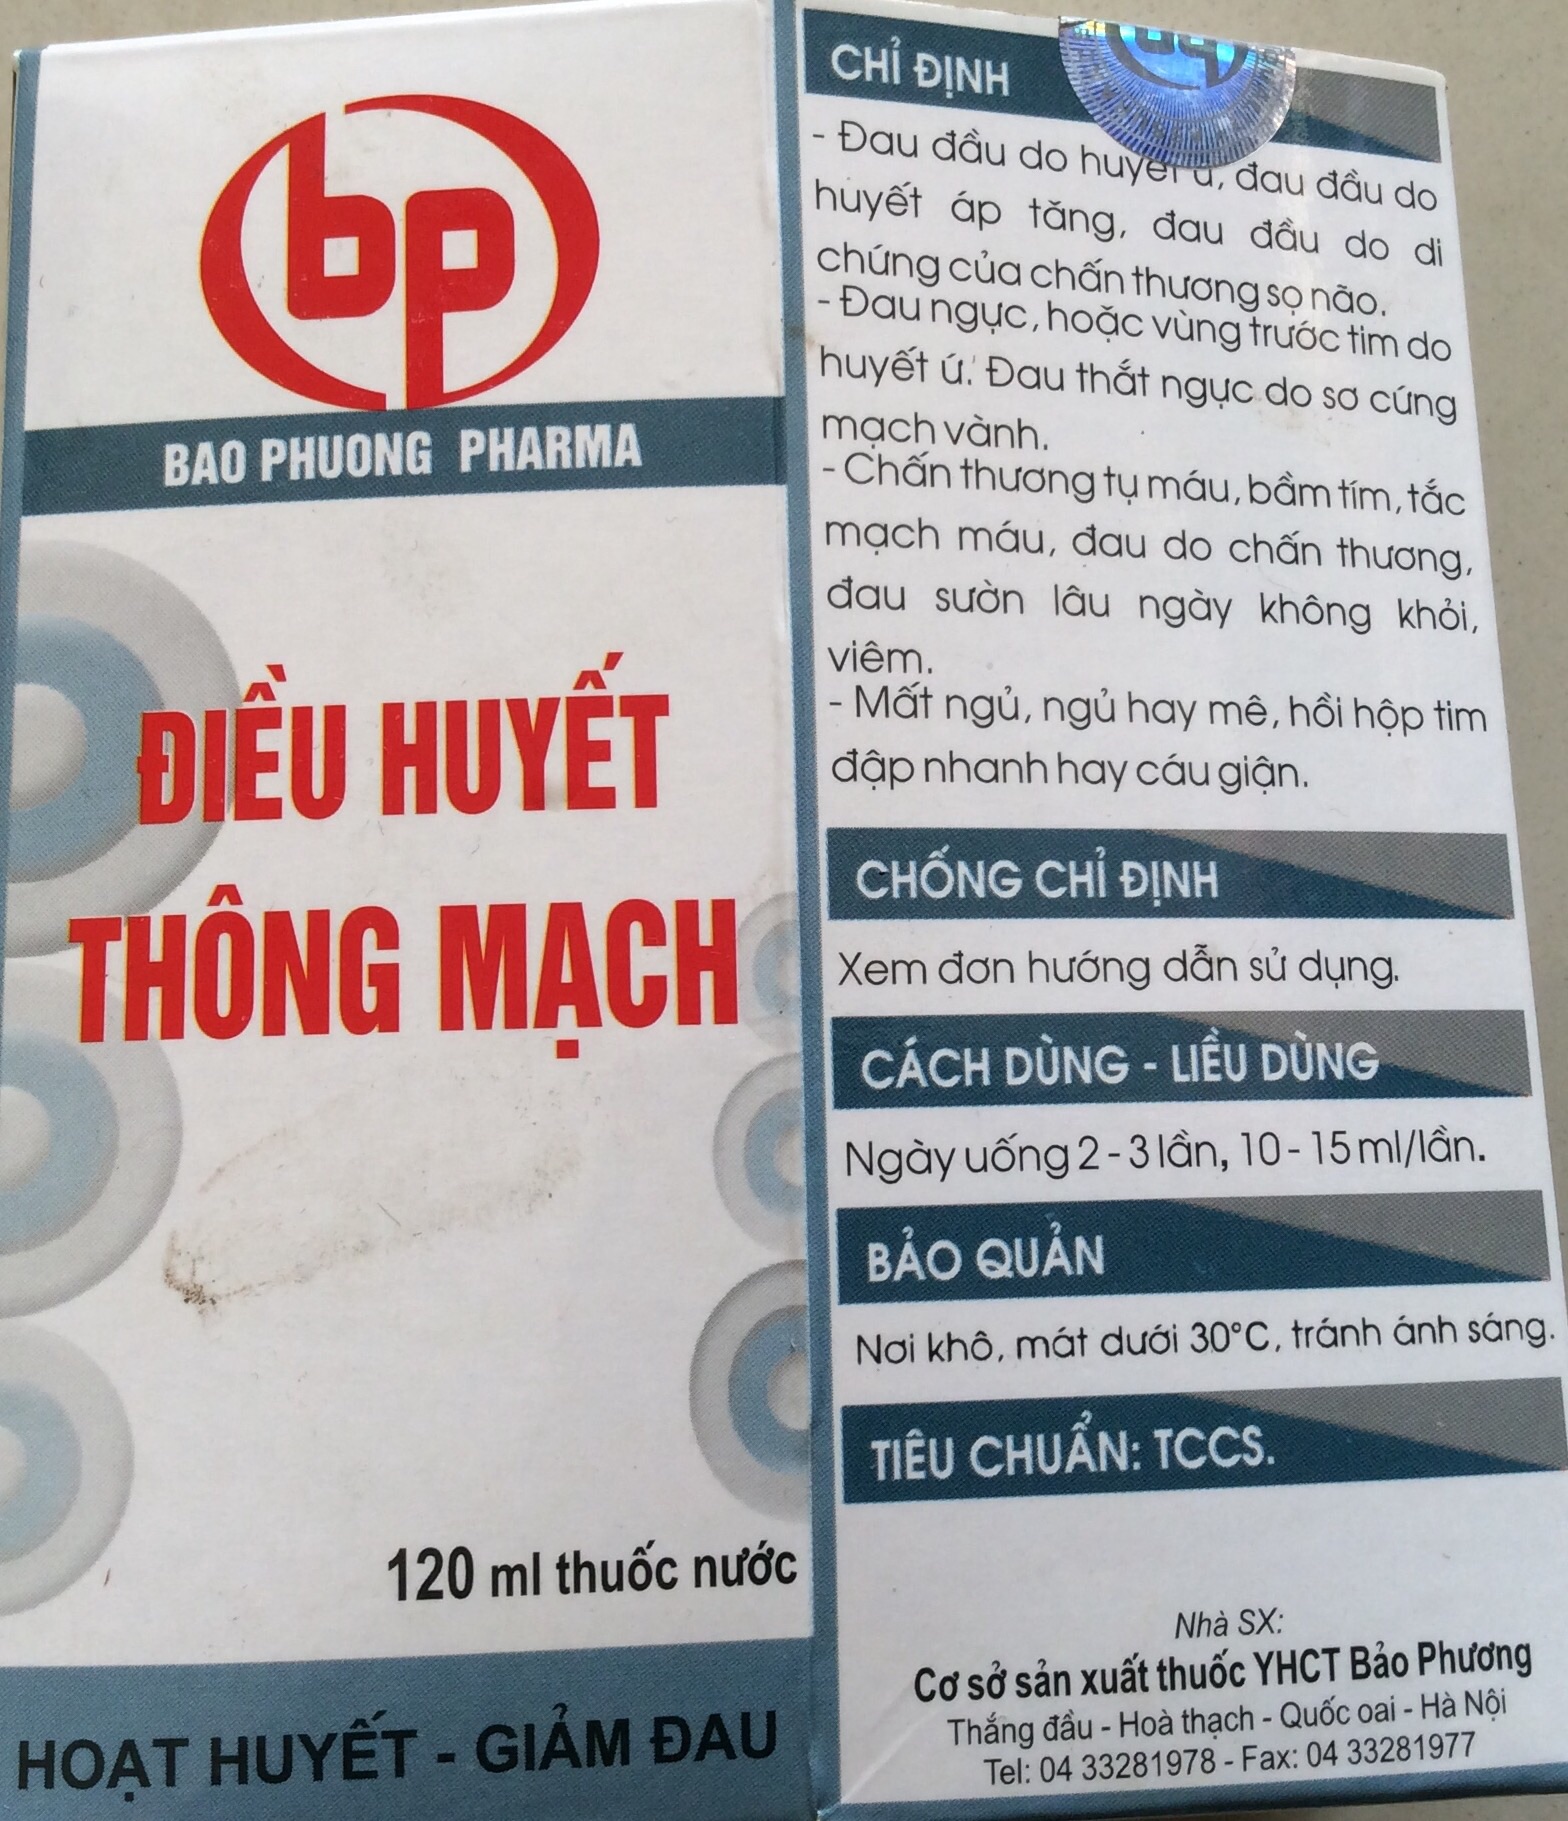 bp
BAO PHUONG PHARMA
ĐIỀU HUYẾT
THÔNG MẠCH
120 ml thuốc nước
HOẠT HUYẾT - GIẢM ĐAU
CHỈ ĐỊNH
- Đau đầu do huyết ứ, đau đầu do
huyết áp tăng, đau đầu do di
chứng của chấn thương sọ não.
- Đau ngực, hoặc vùng trước tim do
huyết ứ. Đau thắt ngực do sơ cứng
mạch vành.
- Chấn thương tụ máu, bầm tím, tắc
mạch máu, đau do chấn thương,
đau sườn lâu ngày không khỏi,
viêm.
- Mất ngủ, ngủ hay mê, hồi hộp tim
đập nhanh hay cáu giận.
CHỐNG CHỈ ĐỊNH
Xem đơn hướng dẫn sử dụng.
CÁCH DÙNG - LIỀU DÙNG
Ngày uống 2 - 3 lần, 10 - 15 ml/lần.
BẢO QUẢN
Nơi khô, mát dưới 30°C, tránh ánh sáng.
TIÊU CHUẨN: TCCS.
Nhà SX:
Cơ sở sản xuất thuốc YHCT Bảo Phương
Thắng đầu - Hoà thạch - Quốc oai - Hà Nội
Tel: 04 33281978 - Fax: 04 33281977